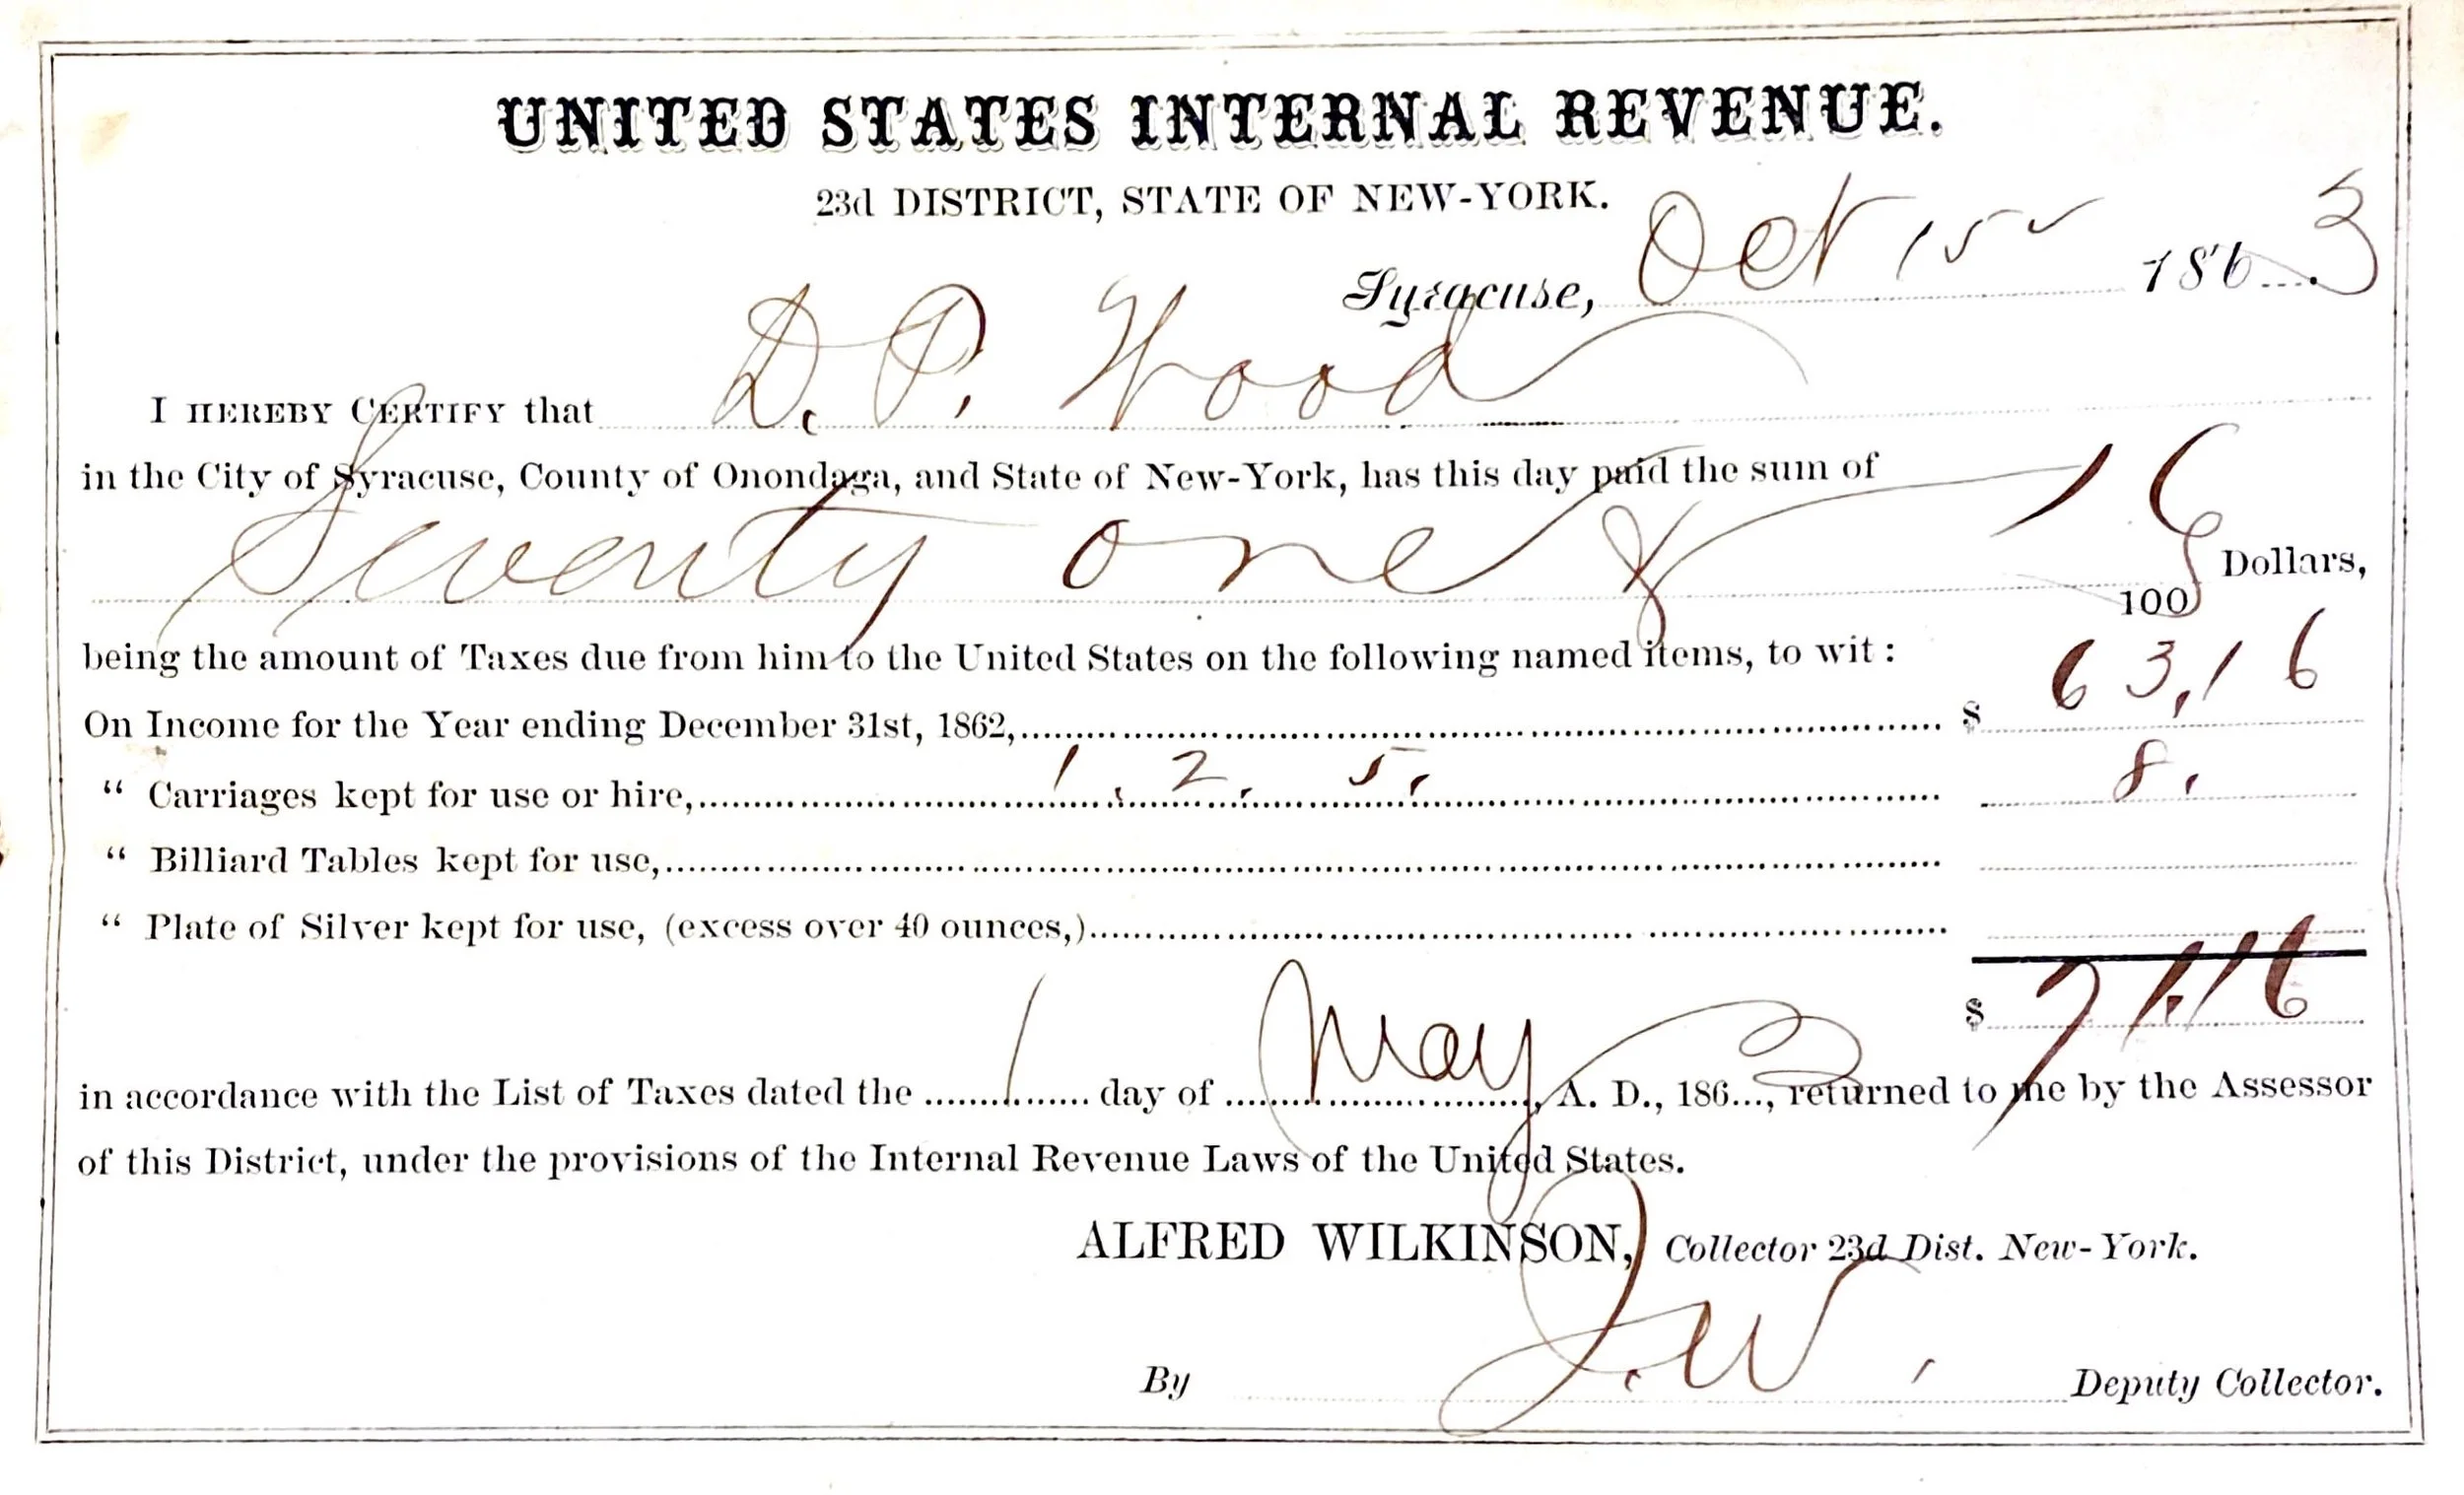 UNITED STATES INTERNAL REVENUE.
23d DISTRICT, STATE OF NEW-YORK.
Syracuse, Oct 15 1863
I HEREBY CERTIFY that D. P. Wood
in the City of Syracuse, County of Onondaga, and State of New-York, has this day paid the sum of
Seventy one & 16/100 Dollars,
being the amount of Taxes due from him to the United States on the following named items, to wit:
On Income for the Year ending December 31st, 1862, $ 63,16
“ Carriages kept for use or hire, 1, 2, 5, 8,
“ Billiard Tables kept for use,
“ Plate of Silver kept for use, (excess over 40 ounces,)
$ 71.16
in accordance with the List of Taxes dated the 1 day of May, A. D., 186..., returned to me by the Assessor
of this District, under the provisions of the Internal Revenue Laws of the United States.
ALFRED WILKINSON, Collector 23d Dist. New-York.
By J. W. Deputy Collector.